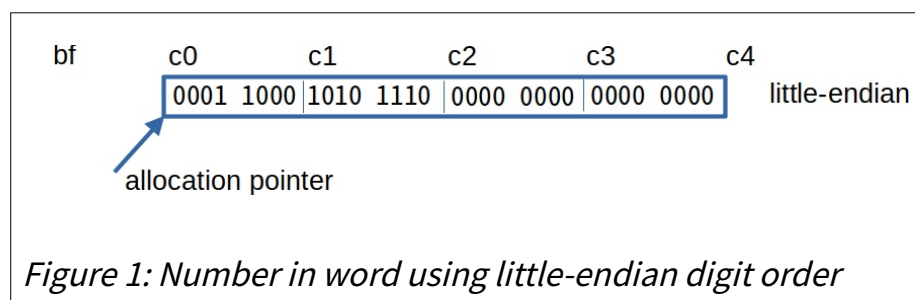 bf c0 c1 c2 c3 c4
0001 1000 1010 1110 0000 0000 0000 0000 little-endian
allocation pointer
Figure 1: Number in word using little-endian digit order